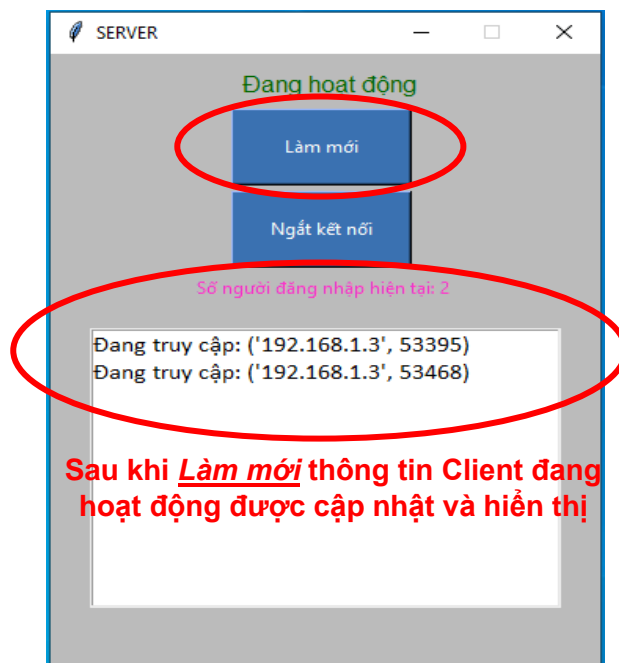 SERVER
Đang hoạt động
Làm mới
Ngắt kết nối
Số người đăng nhập hiện tại: 2
Đang truy cập: ('192.168.1.3', 53395)
Đang truy cập: ('192.168.1.3', 53468)
Sau khi Làm mới thông tin Client đang
hoạt động được cập nhật và hiển thị